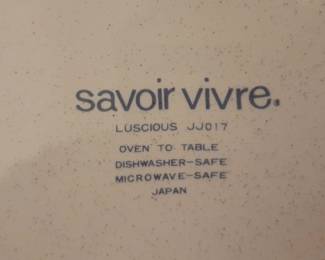 savoir vivre®
LUSCIOUS JJ017
OVEN TO TABLE
DISHWASHER-SAFE
MICROWAVE-SAFE
JAPAN